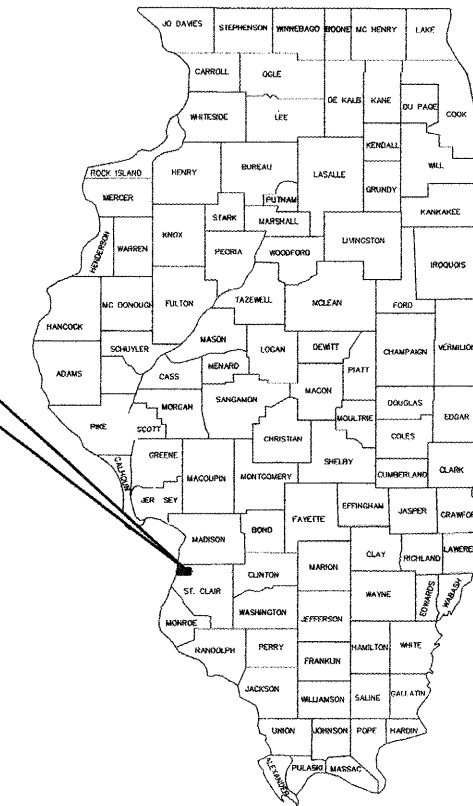 JO DAVIES STEPHENSON WINNEBAGO BOONE MC HENRY LAKE
CARROLL OGLE
DE KALB KANE DU PAGE COOK
WHITESIDE LEE
KENDALL WILL
ROCK ISLAND HENRY BUREAU LASALLE
MERCER PUTNAM GRUNDY
STARK MARSHALL KANKAKEE
HENDERSON WARREN KNOX PEORIA WOODFORD LIVINGSTON
IROQUOIS
MC DONOUGH FULTON TAZEWELL MCLEAN FORD
HANCOCK MASON
SCHUYLER LOGAN DEWITT CHAMPAIGN VERMILION
ADAMS CASS MENARD PIATT
MORGAN SANGAMON MACON
DOUGLAS
PIKE SCOTT MOULTRIE EDGAR
CHRISTIAN COLES
GREENE SHELBY
CALHOUN MACOUPIN MONTGOMERY CUMBERLAND CLARK
JER SEY
EFFINGHAM JASPER CRAWFOR
MADISON BOND FAYETTE
CLAY RICHLAND LAWERE
MARION
ST. CLAIR CLINTON WAYNE EDWARDS WABASH
WASHINGTON JEFFERSON
MONROE
RANDOLPH PERRY HAMILTON WHITE
FRANKLIN
JACKSON WILLIAMSON SALINE GALLATIN
UNION JOHNSON POPE HARDIN
ALEXANDER PULASKI MASSAC